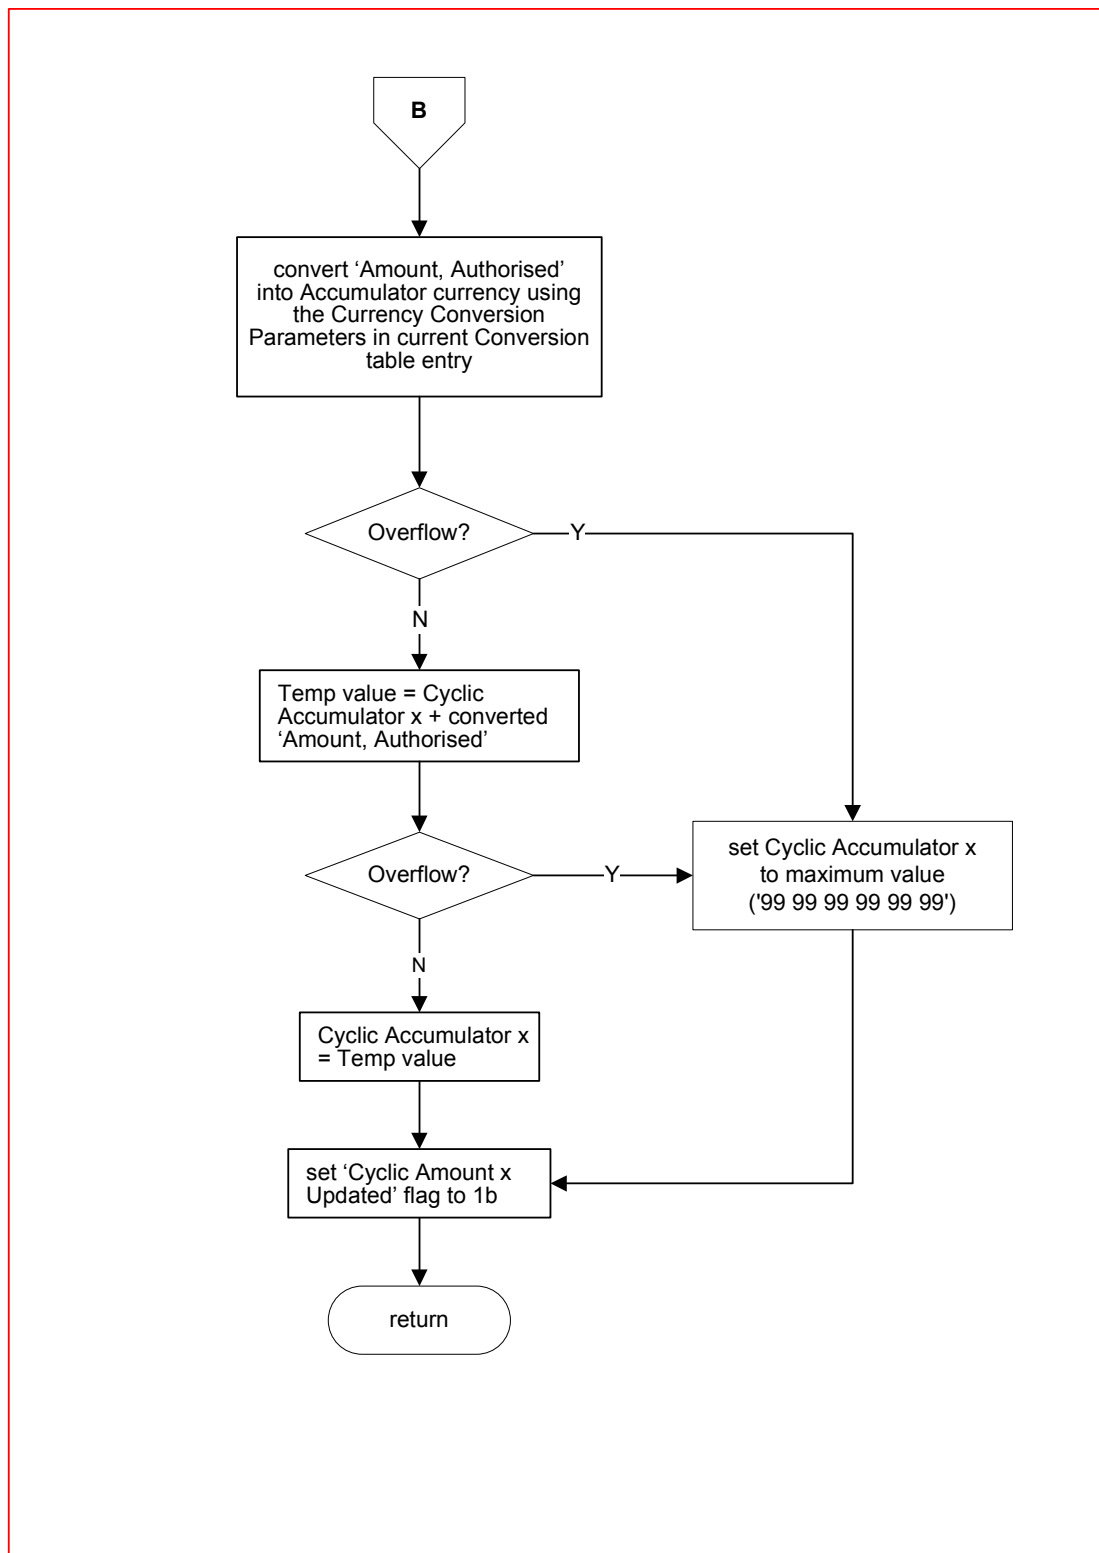 B
convert ‘Amount, Authorised’
into Accumulator currency using
the Currency Conversion
Parameters in current Conversion
table entry
Overflow?
Y
N
Temp value = Cyclic
Accumulator x + converted
‘Amount, Authorised’
Overflow?
Y
set Cyclic Accumulator x
to maximum value
('99 99 99 99 99 99')
N
Cyclic Accumulator x
= Temp value
set ‘Cyclic Amount x
Updated’ flag to 1b
return